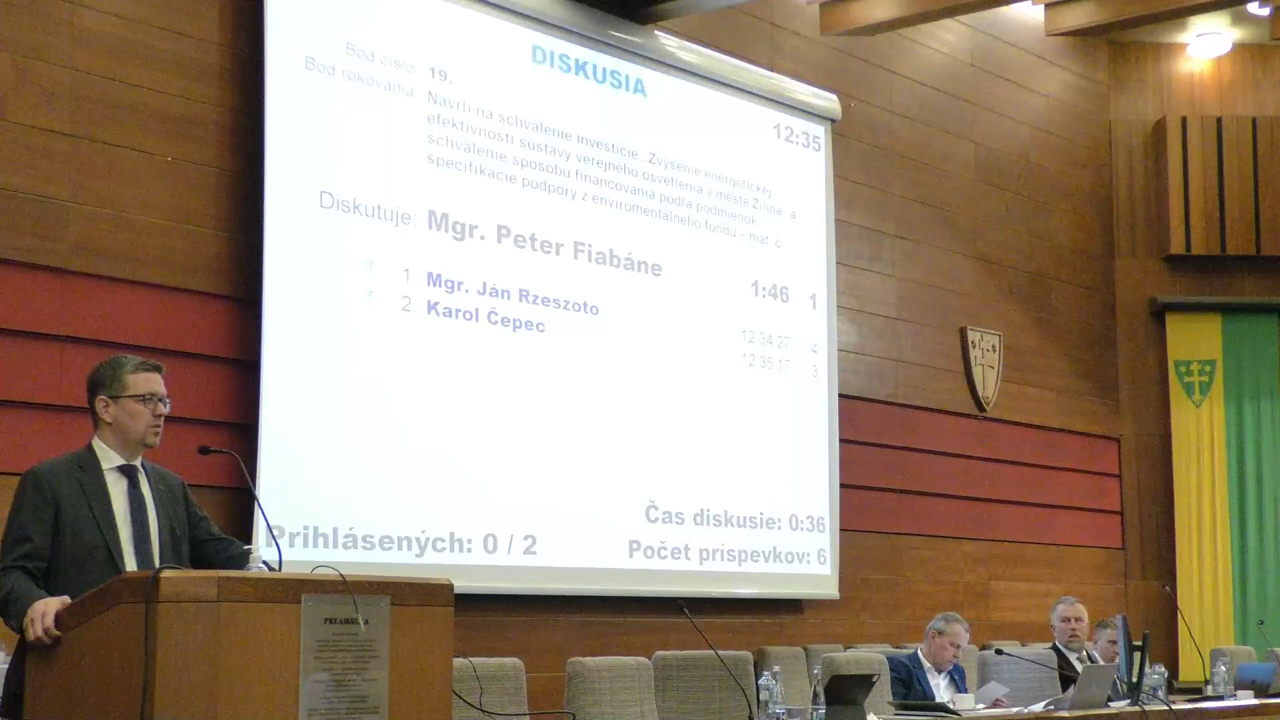 DISKUSIA
12:35
Bod číslo: 19.
Bod rokovania: Návrh na schválenie investície „Zvýšenie energetickej
efektívnosti sústavy verejného osvetlenia v meste Žilina“ a
schválenie spôsobu financovania podľa podmienok
špecifikácie podpory z enviromentálneho fondu – mat. č.
Diskutuje: Mgr. Peter Fiabáne 1:46 1
1 Mgr. Ján Rzeszoto 12:34:27 4
2 Karol Čepec 12:35:17 3
Čas diskusie: 0:36
Prihlásených: 0 / 2
Počet príspevkov: 6
PREAMBULA